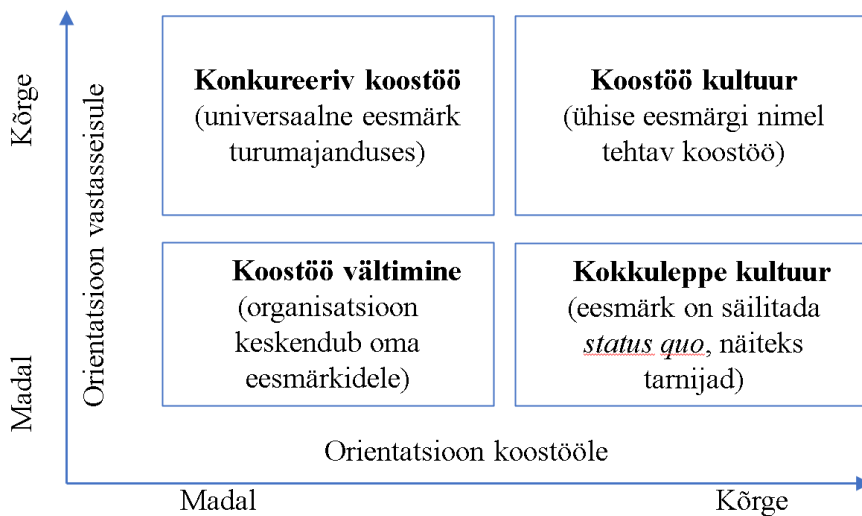 Kõrge
Madal
Orientatsioon vastasseisule
Konkureeriv koostöö
(universaalne eesmärk
turumajanduses)
Koostöö kultuur
(ühise eesmärgi nimel
tehtav koostöö)
Koostöö vältimine
(organisatsioon
keskendub oma
eesmärkidele)
Kokkuleppe kultuur
(eesmärk on säilitada
status quo, näiteks
tarnijad)
Orientatsioon koostööle
Madal
Kõrge